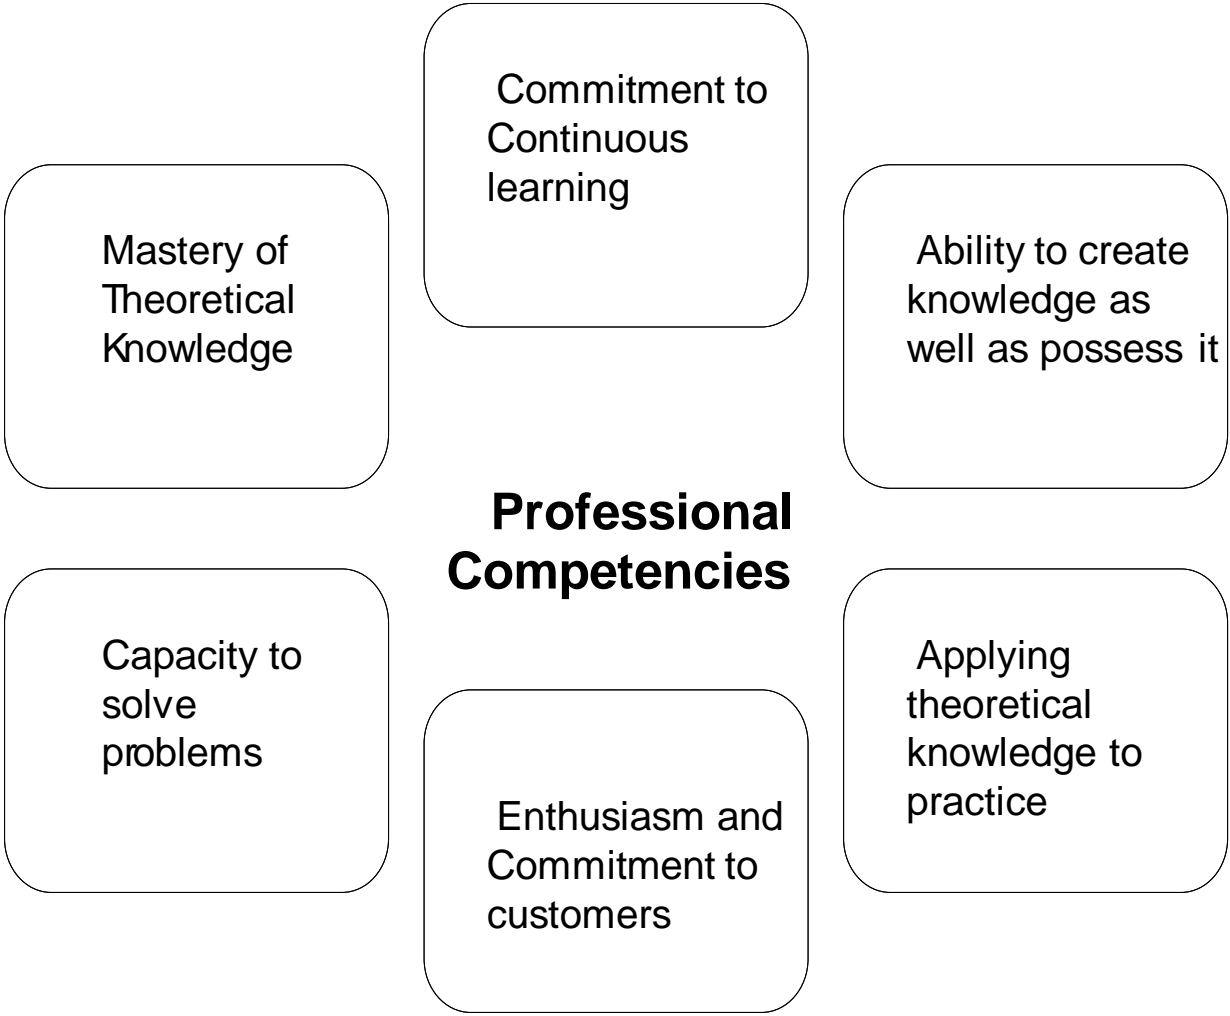 Commitment to
Continuous
learning
Mastery of
Theoretical
Knowledge
Ability to create
knowledge as
well as possess it
Professional
Competencies
Capacity to
solve
problems
Applying
theoretical
knowledge to
practice
Enthusiasm and
Commitment to
customers